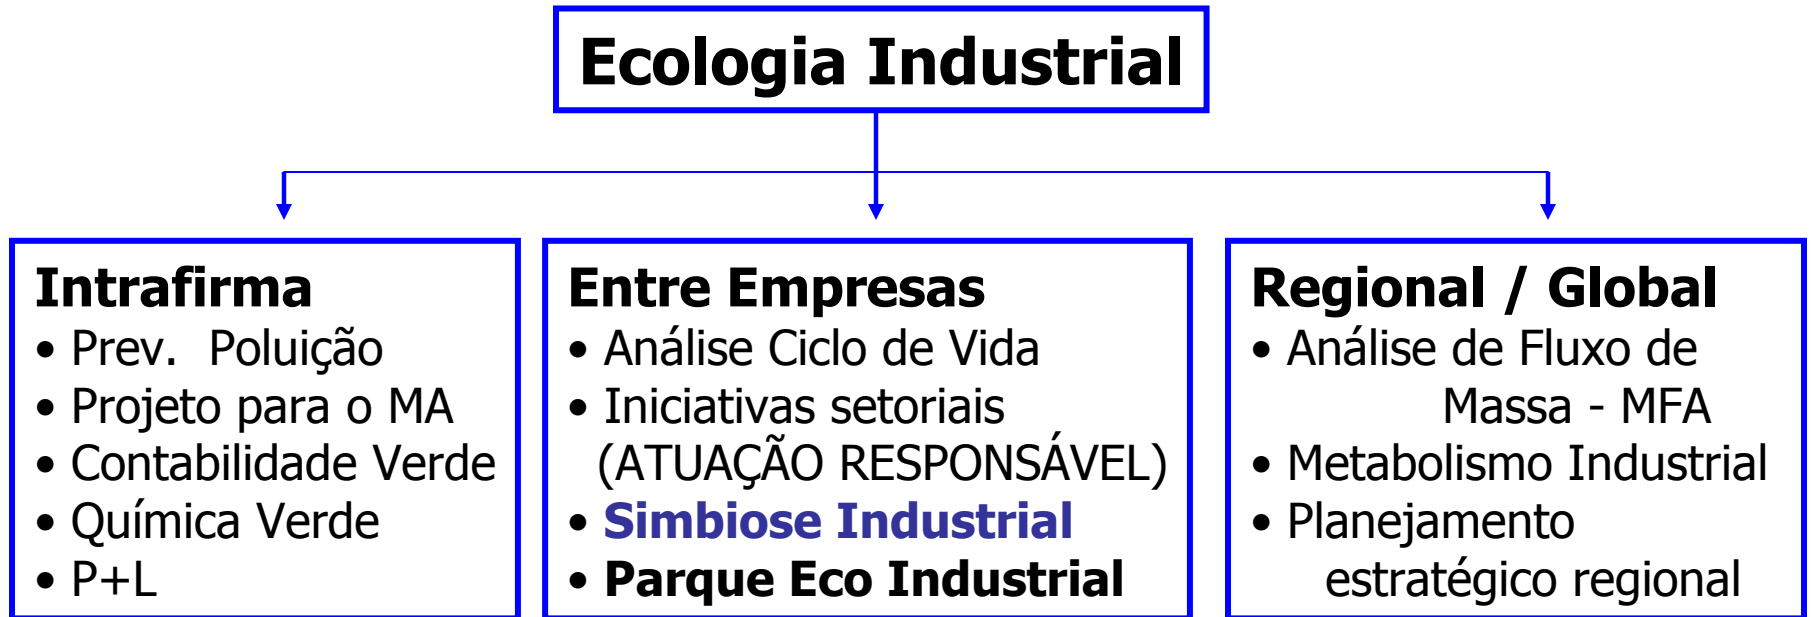 Ecologia Industrial
Intrafirma
• Prev. Poluição
• Projeto para o MA
• Contabilidade Verde
• Química Verde
• P+L
Entre Empresas
• Análise Ciclo de Vida
• Iniciativas setoriais
(ATUAÇÃO RESPONSÁVEL)
• Simbiose Industrial
• Parque Eco Industrial
Regional / Global
• Análise de Fluxo de
Massa - MFA
• Metabolismo Industrial
• Planejamento
estratégico regional